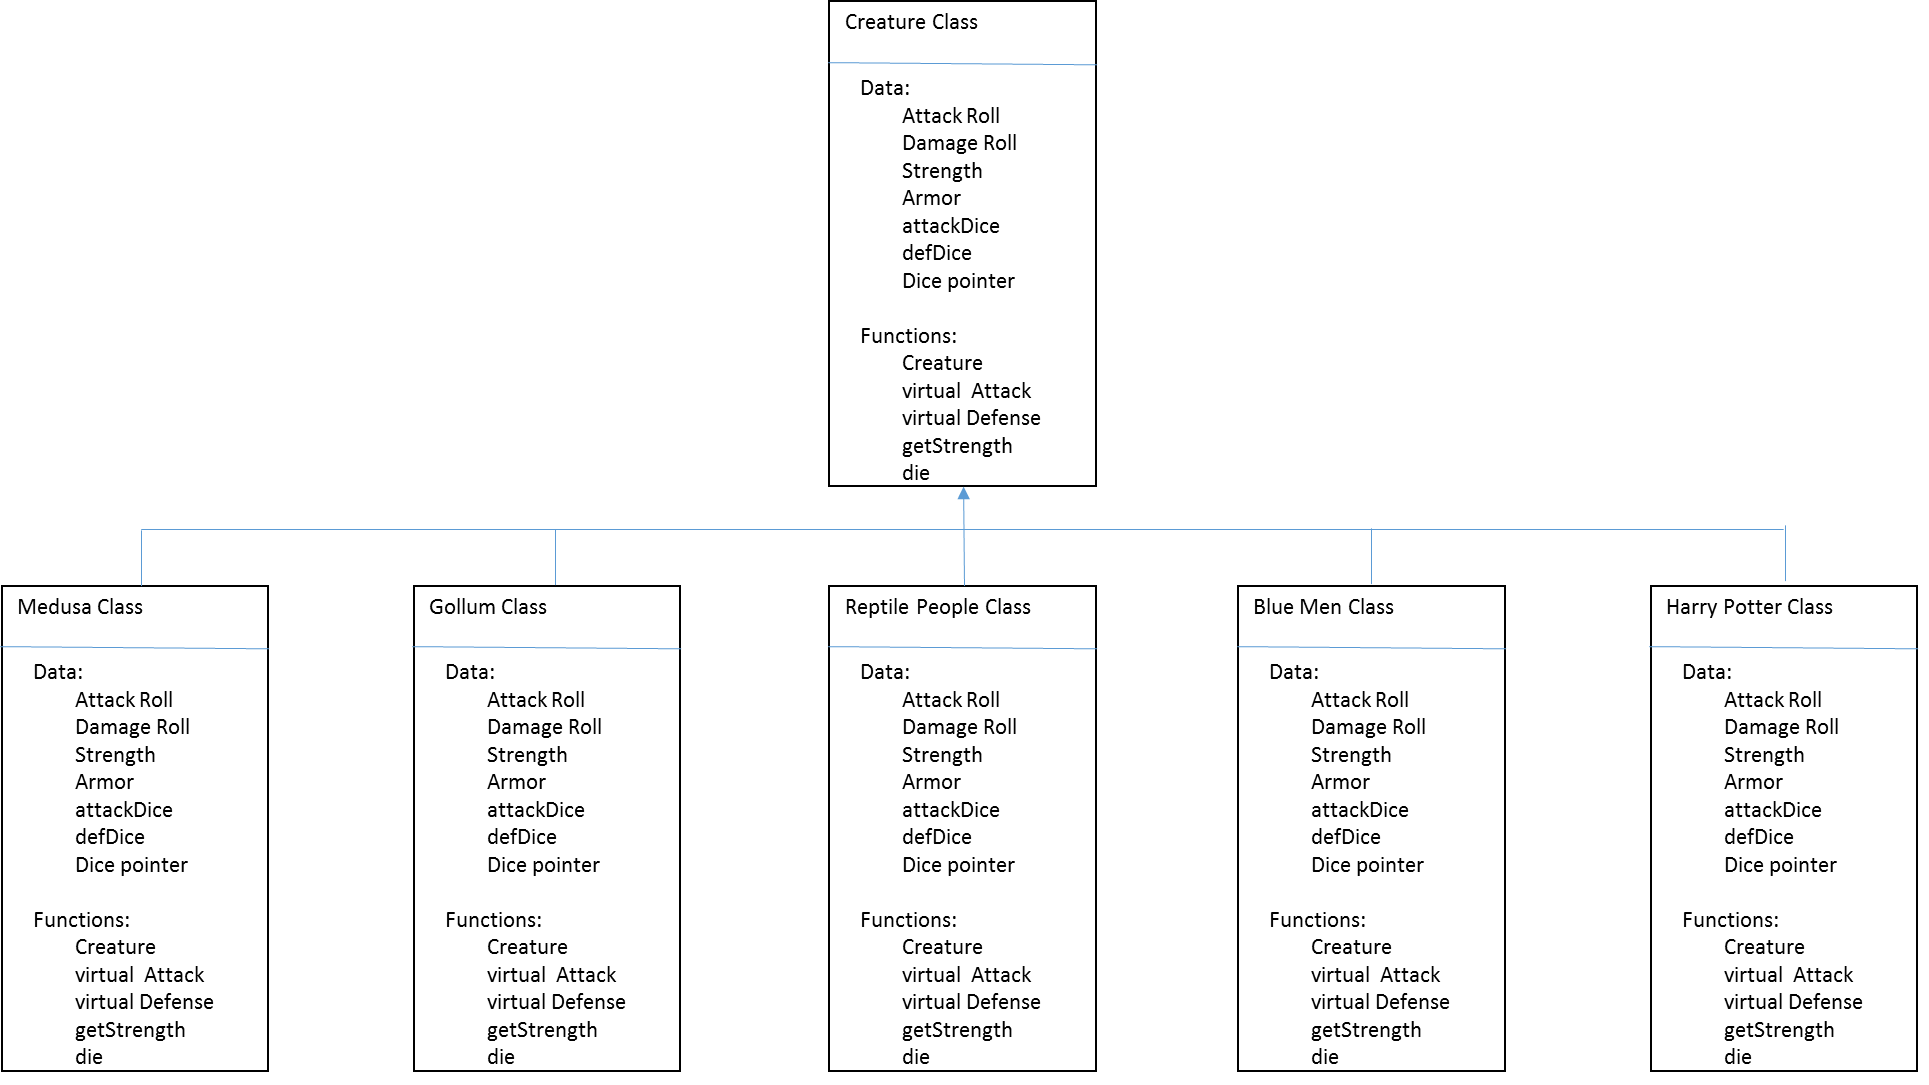 Creature Class
Data:
Attack Roll
Damage Roll
Strength
Armor
attackDice
defDice
Dice pointer
Functions:
Creature
virtual  Attack
virtual Defense
getStrength
die
Medusa Class
Data:
Attack Roll
Damage Roll
Strength
Armor
attackDice
defDice
Dice pointer
Functions:
Creature
virtual  Attack
virtual Defense
getStrength
die
Gollum Class
Data:
Attack Roll
Damage Roll
Strength
Armor
attackDice
defDice
Dice pointer
Functions:
Creature
virtual  Attack
virtual Defense
getStrength
die
Reptile People Class
Data:
Attack Roll
Damage Roll
Strength
Armor
attackDice
defDice
Dice pointer
Functions:
Creature
virtual  Attack
virtual Defense
getStrength
die
Blue Men Class
Data:
Attack Roll
Damage Roll
Strength
Armor
attackDice
defDice
Dice pointer
Functions:
Creature
virtual  Attack
virtual Defense
getStrength
die
Harry Potter Class
Data:
Attack Roll
Damage Roll
Strength
Armor
attackDice
defDice
Dice pointer
Functions:
Creature
virtual  Attack
virtual Defense
getStrength
die